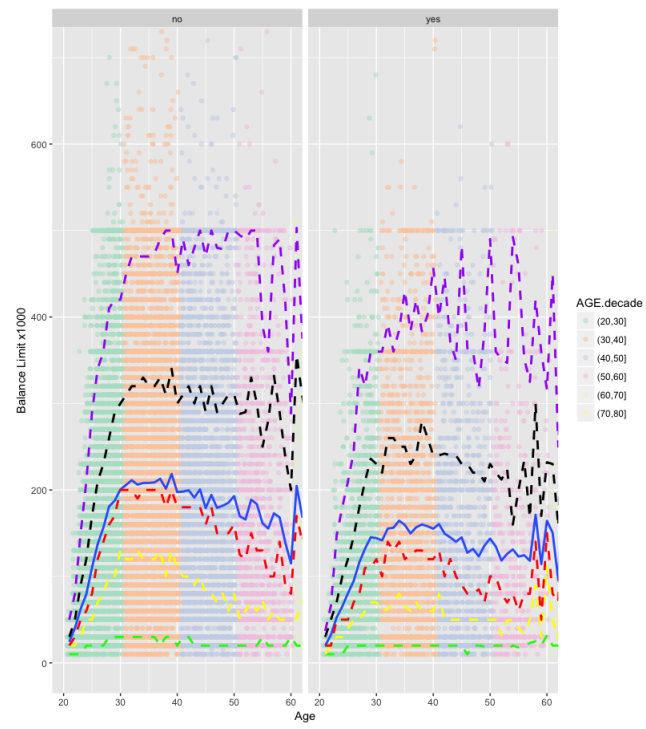 no yes
Balance Limit x1000
600
400
200
0
20 30 40 50 60 20 30 40 50 60
Age
AGE.decade
(20,30]
(30,40]
(40,50]
(50,60]
(60,70]
(70,80]